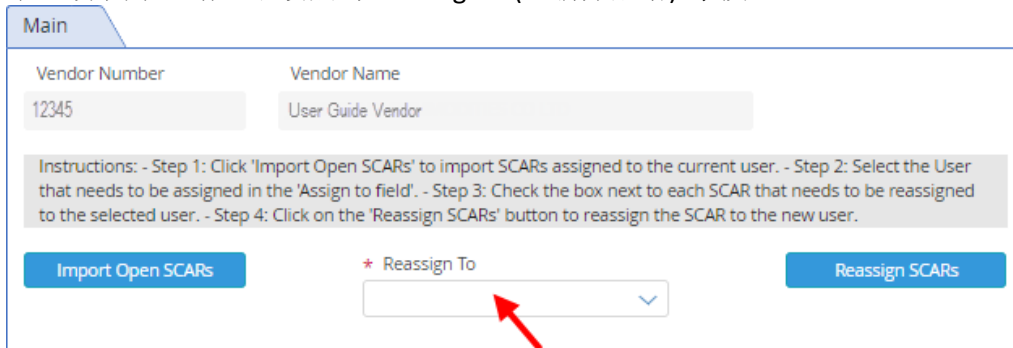 Main
Vendor Number
Vendor Name
12345
User Guide Vendor
Instructions: - Step 1: Click 'Import Open SCARs' to import SCARs assigned to the current user. - Step 2: Select the User
that needs to be assigned in the 'Assign to field'. - Step 3: Check the box next to each SCAR that needs to be reassigned
to the selected user. - Step 4: Click on the 'Reassign SCARs' button to reassign the SCAR to the new user.
Import Open SCARs
* Reassign To
Reassign SCARs